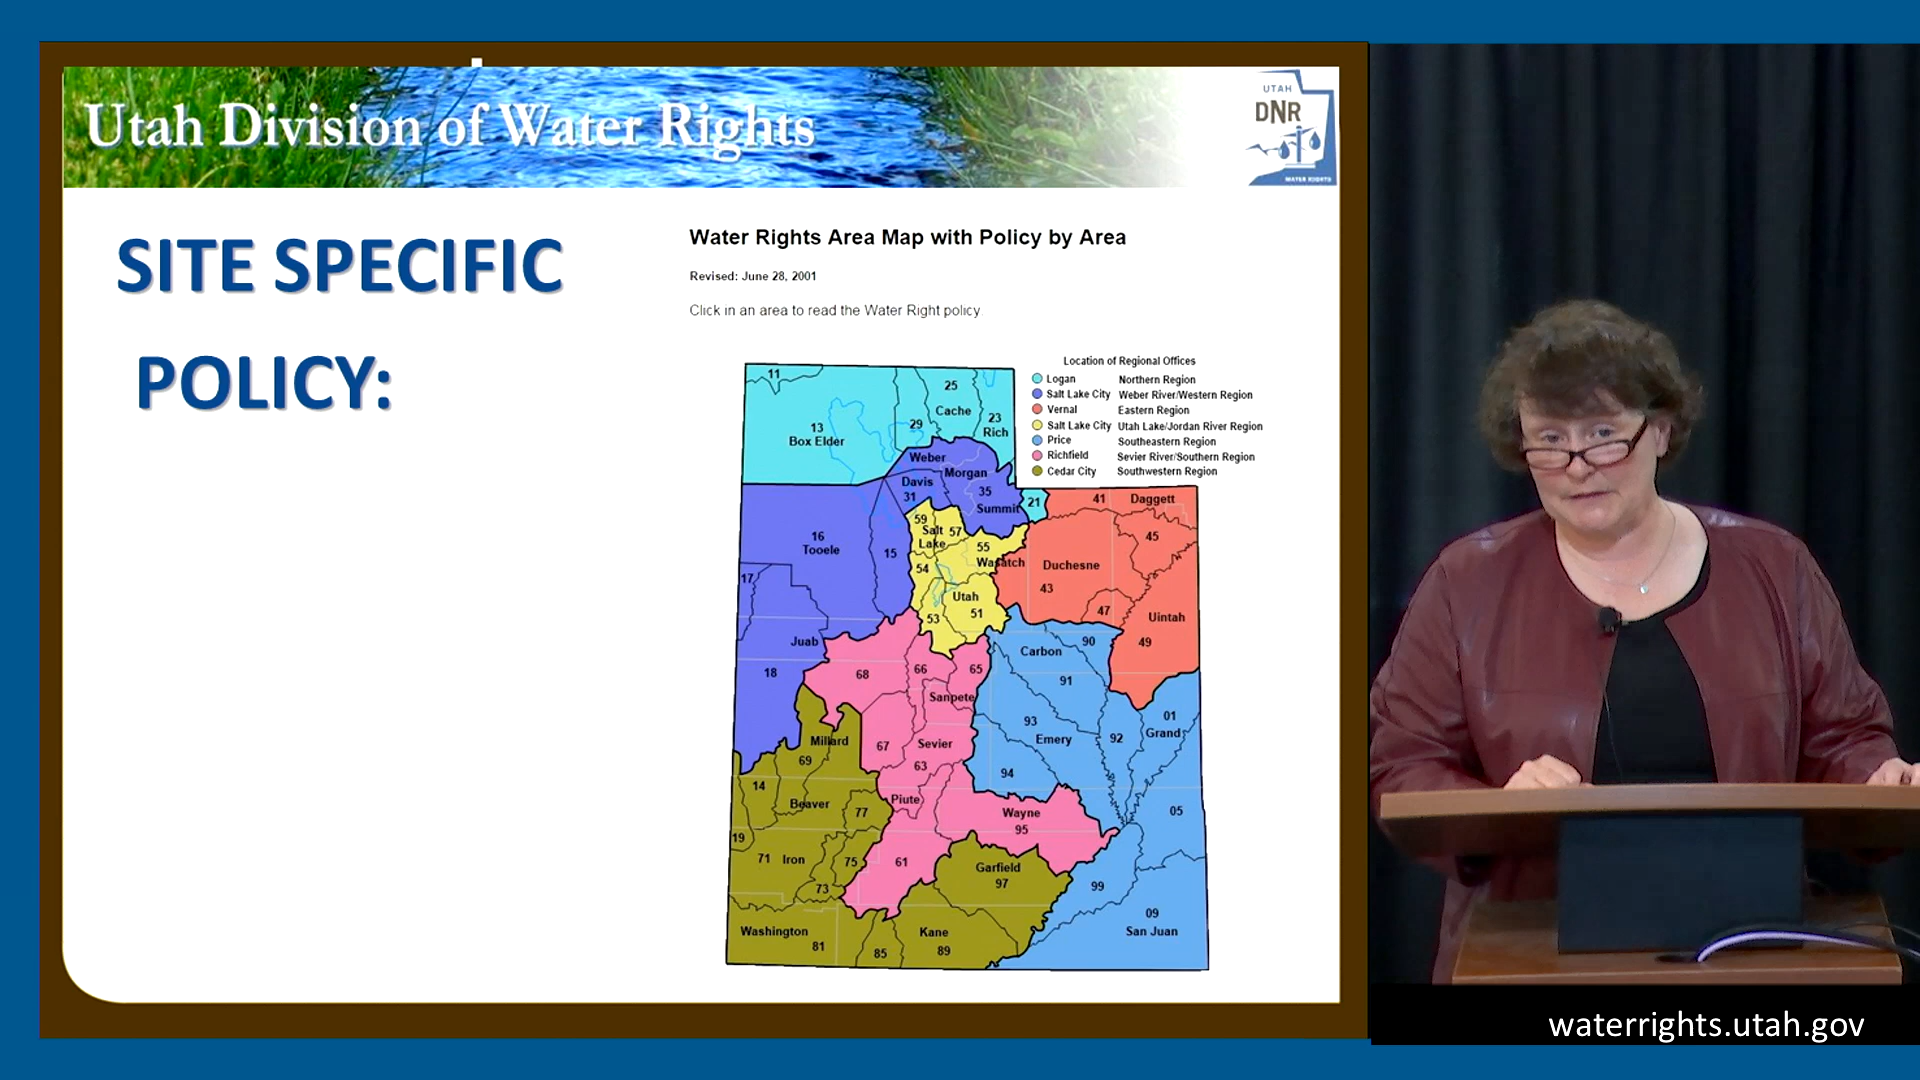 Utah Division of Water Rights
UTAH
DNR
WATER RIGHTS
SITE SPECIFIC
POLICY:
Water Rights Area Map with Policy by Area
Revised: June 28, 2001
Click in an area to read the Water Right policy
Location of Regional Offices
Logan Northern Region
Salt Lake City Weber River/Western Region
Vernal Eastern Region
Salt Lake City Utah Lake/Jordan River Region
Price Southeastern Region
Richfield Sevier River/Southern Region
Cedar City Southwestern Region
11
25
Cache
13
Box Elder
29
23
Rich
Weber
Morgan
Davis
31
35
Summit
21
41 Daggett
59
Salt
Lake
57
45
16
Tooele
15
55
Wasatch
54
Duchesne
43
17
Utah
51
53
47
Uintah
49
Juab
90
Carbon
18
68
66
65
91
Sanpete
01
Grand
93
Emery
92
Millard
69
67
Sevier
63
94
14
Beaver
77
Piute
Wayne
95
05
19
71 Iron
75
61
Garfield
97
73
99
09
San Juan
Washington
81
85
Kane
89
waterrights.utah.gov